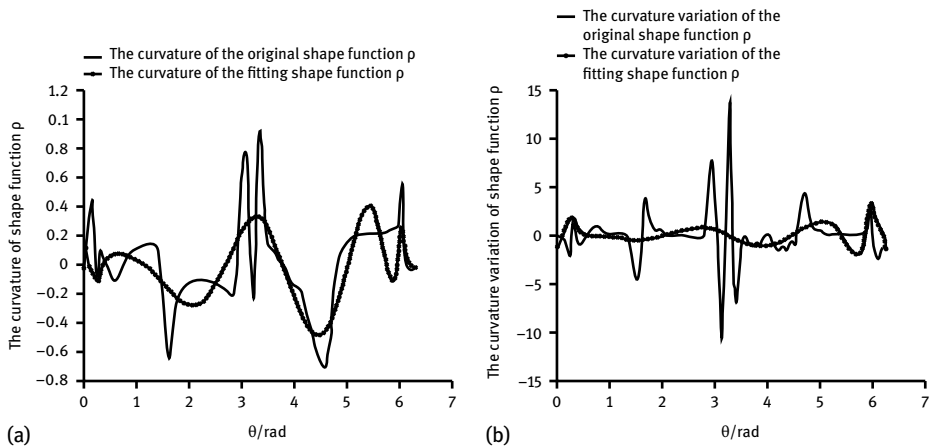 The curvature of the original shape function ρ
The curvature of the fitting shape function ρ
The curvature of shape function ρ
1.2
0.1
0.8
0.6
0.4
0.2
0
−0.2
−0.4
−0.6
−0.8
0
1
2
3
4
5
6
7
θ/rad
(a)
The curvature variation of the
original shape function ρ
The curvature variation of the
fitting shape function ρ
The curvature variation of shape function ρ
15
10
5
0
−5
−10
−15
0
1
2
3
4
5
6
7
θ/rad
(b)